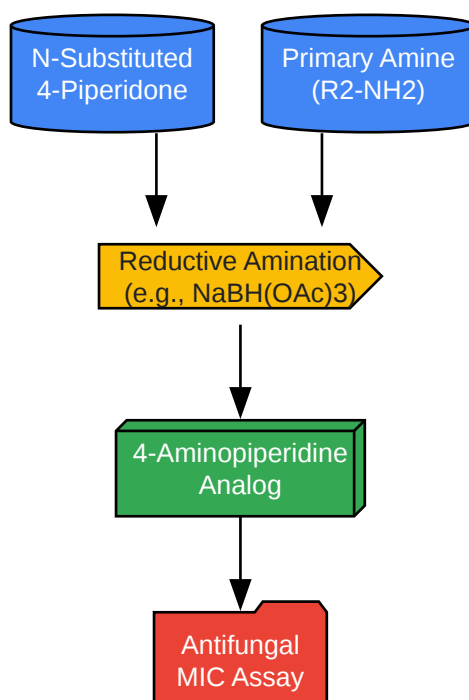 N-Substituted
4-Piperidone
Primary Amine
(R2-NH2)
Reductive Amination
(e.g., NaBH(OAc)3)
4-Aminopiperidine
Analog
Antifungal
MIC Assay